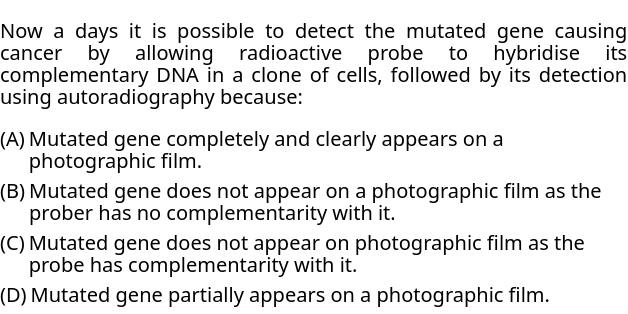 Now a days it is possible to detect the mutated gene causing
cancer by allowing radioactive probe to hybridise its
complementary DNA in a clone of cells, followed by its detection
using autoradiography because:
(A) Mutated gene completely and clearly appears on a
photographic film.
(B) Mutated gene does not appear on a photographic film as the
prober has no complementarity with it.
(C) Mutated gene does not appear on photographic film as the
probe has complementarity with it.
(D) Mutated gene partially appears on a photographic film.